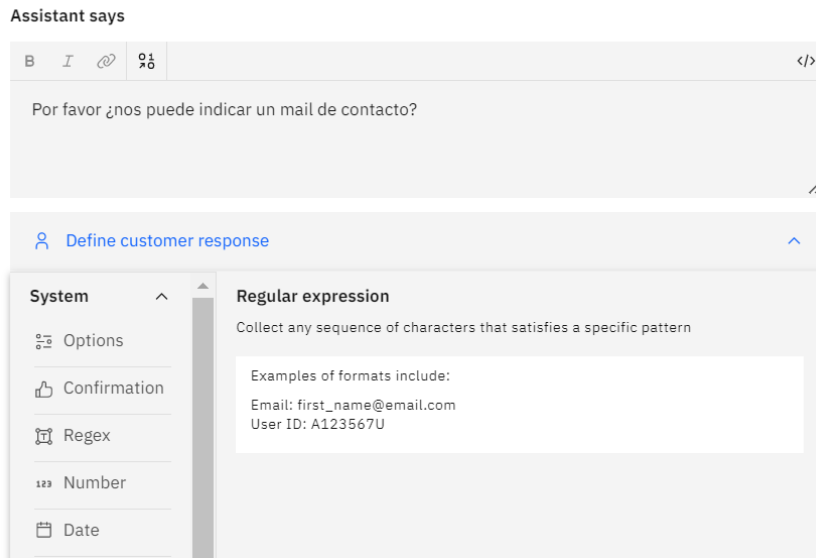 Assistant says
B I
</>
Por favor ¿nos puede indicar un mail de contacto?
Define customer response
System
Options
Confirmation
Regex
123 Number
Date
Regular expression
Collect any sequence of characters that satisfies a specific pattern
Examples of formats include:
Email: first_name@email.com
User ID: A123567U